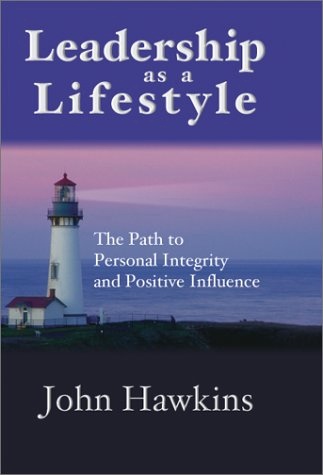 Leadership
as a
Lifestyle
The Path to
Personal Integrity
and Positive Influence
John Hawkins